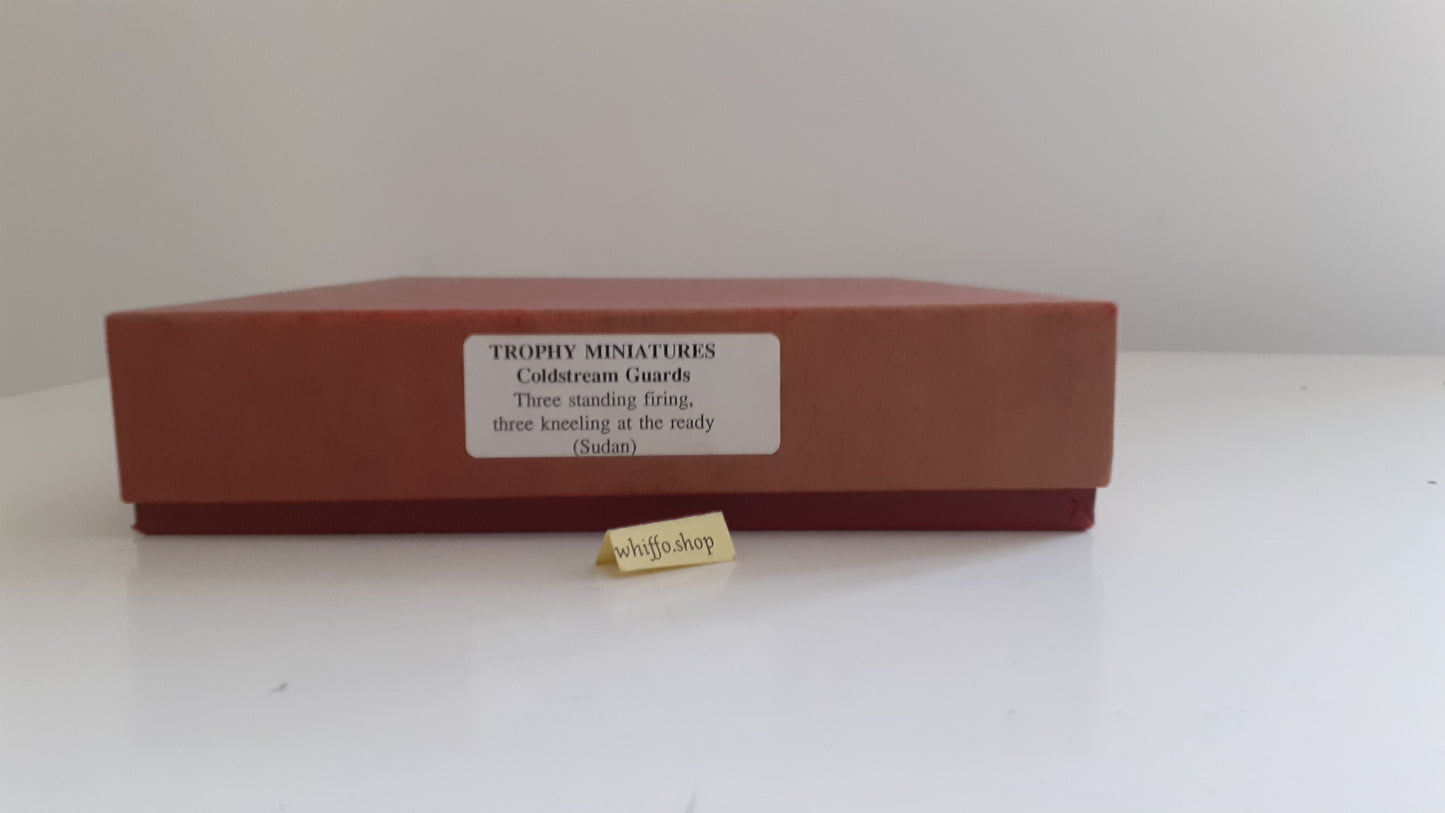 TROPHY MINIATURES
Coldstream Guards
Three standing firing,
three kneeling at the ready
(Sudan)
whiffo.shop